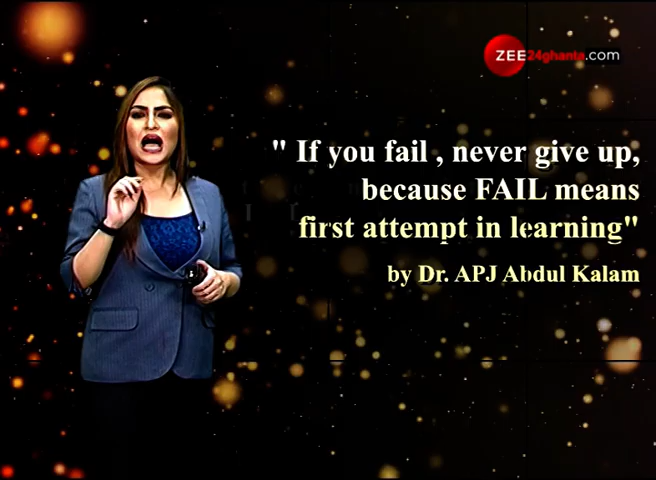 ZEE24ghanta.com
" If you fail , never give up,
because FAIL means
first attempt in learning"
by Dr. APJ Abdul Kalam